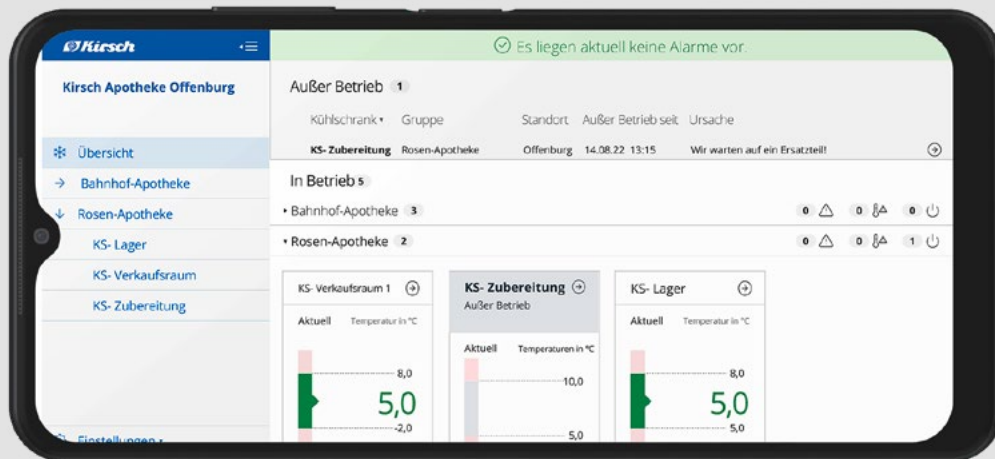 Kirsch
Es liegen aktuell keine Alarme vor.
Kirsch Apotheke Offenburg
Übersicht
Bahnhof-Apotheke
Rosen-Apotheke
KS- Lager
KS- Verkaufsraum
KS- Zubereitung
Einstellungen
Außer Betrieb 1
Kühlschrank Gruppe Standort Außer Betrieb seit Ursache
KS- Zubereitung Rosen-Apotheke Offenburg 14.08.22 13:15 Wir warten auf ein Ersatzteil!
In Betrieb 5
Bahnhof-Apotheke 3 0 0 0
Rosen-Apotheke 2 0 0 1
KS- Verkaufsraum 1
Aktuell Temperatur in °C
8,0
5,0
-2,0
KS- Zubereitung
Außer Betrieb
Aktuell Temperaturen in °C
10,0
5,0
KS- Lager
Aktuell Temperatur in °C
8,0
5,0
5,0